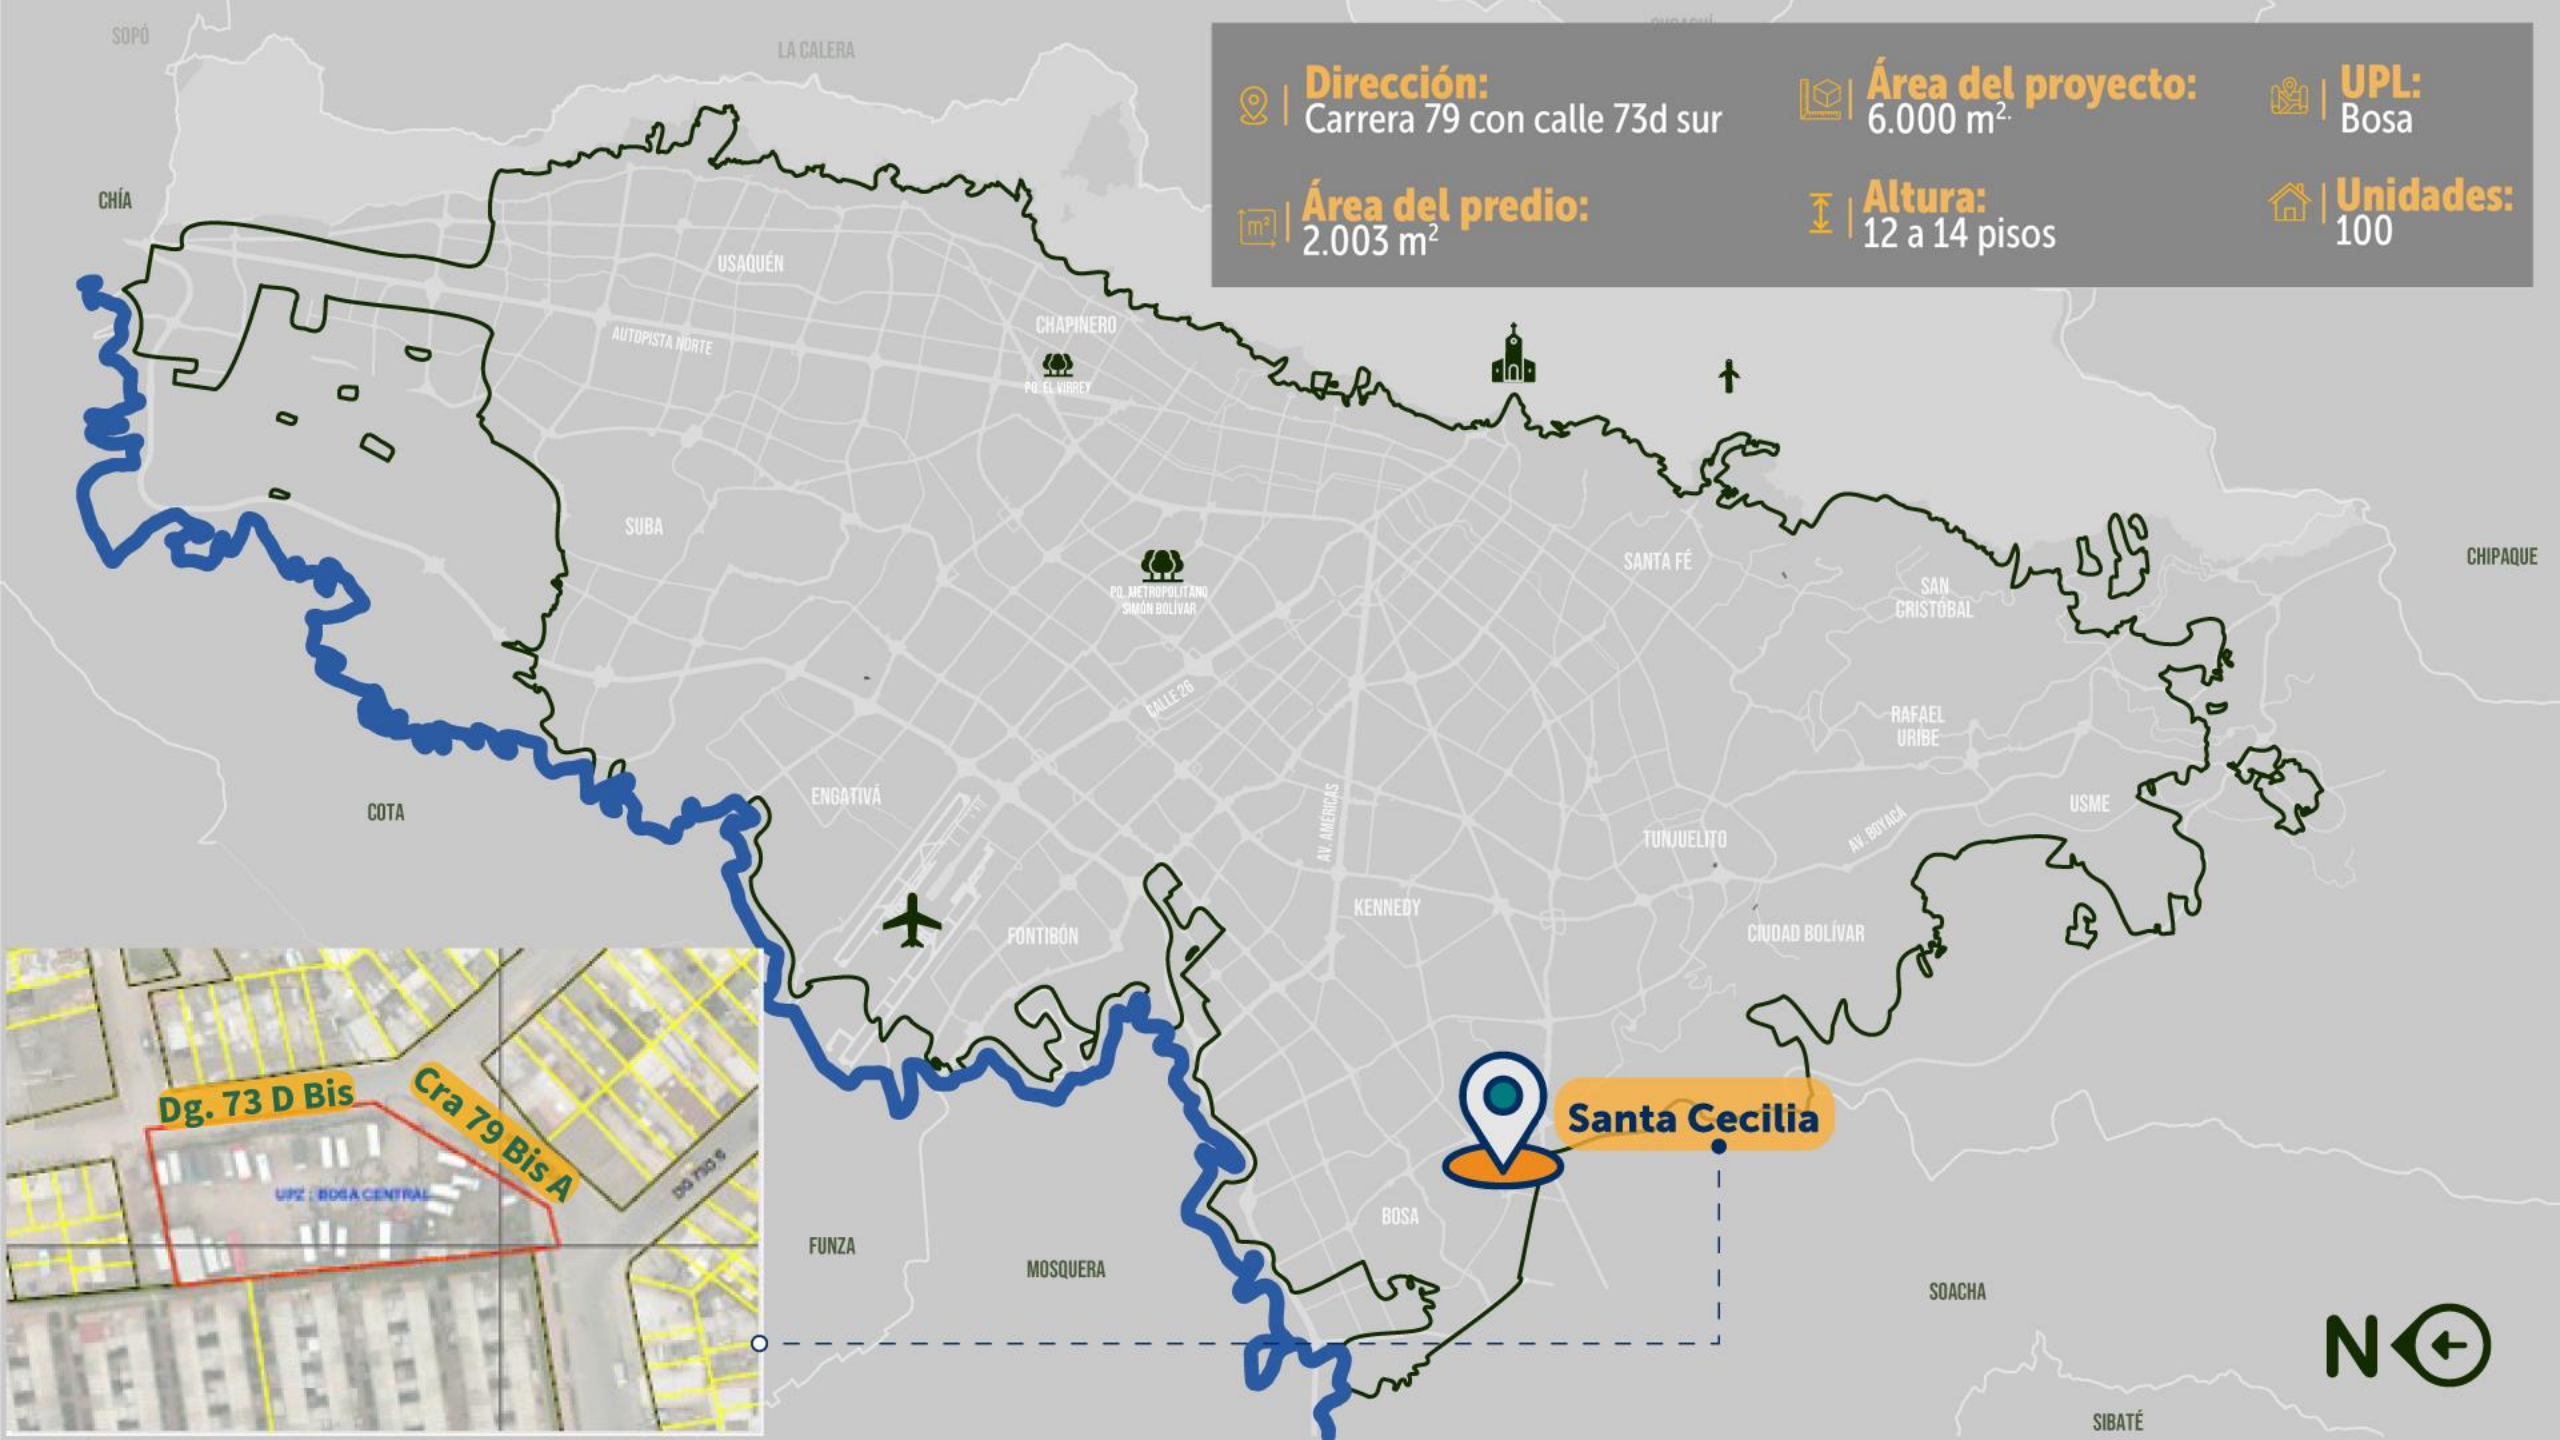 SOPÓ
LA CALERA
Dirección:
Carrera 79 con calle 73d sur
Área del proyecto:
6.000 m².
UPL:
Bosa
Área del predio:
2.003 m²
Altura:
12 a 14 pisos
Unidades:
100
CHÍA
USAQUÉN
AUTOPISTA NORTE
CHAPINERO
PQ. EL VIRREY
SUBA
PQ. METROPOLITANO
SIMÓN BOLÍVAR
SANTA FÉ
SAN
CRISTÓBAL
CHIPAQUE
CALLE 26
RAFAEL
URIBE
COTA
ENGATIVÁ
AV. AMÉRICAS
TUNJUELITO
AV. BOYACÁ
USME
KENNEDY
FONTIBÓN
CIUDAD BOLÍVAR
Dg. 73 D Bis
Cra 79 Bis A
Santa Cecilia
UPZ : BOSA CENTRAL
BOSA
FUNZA
MOSQUERA
SOACHA
N
SIBATÉ